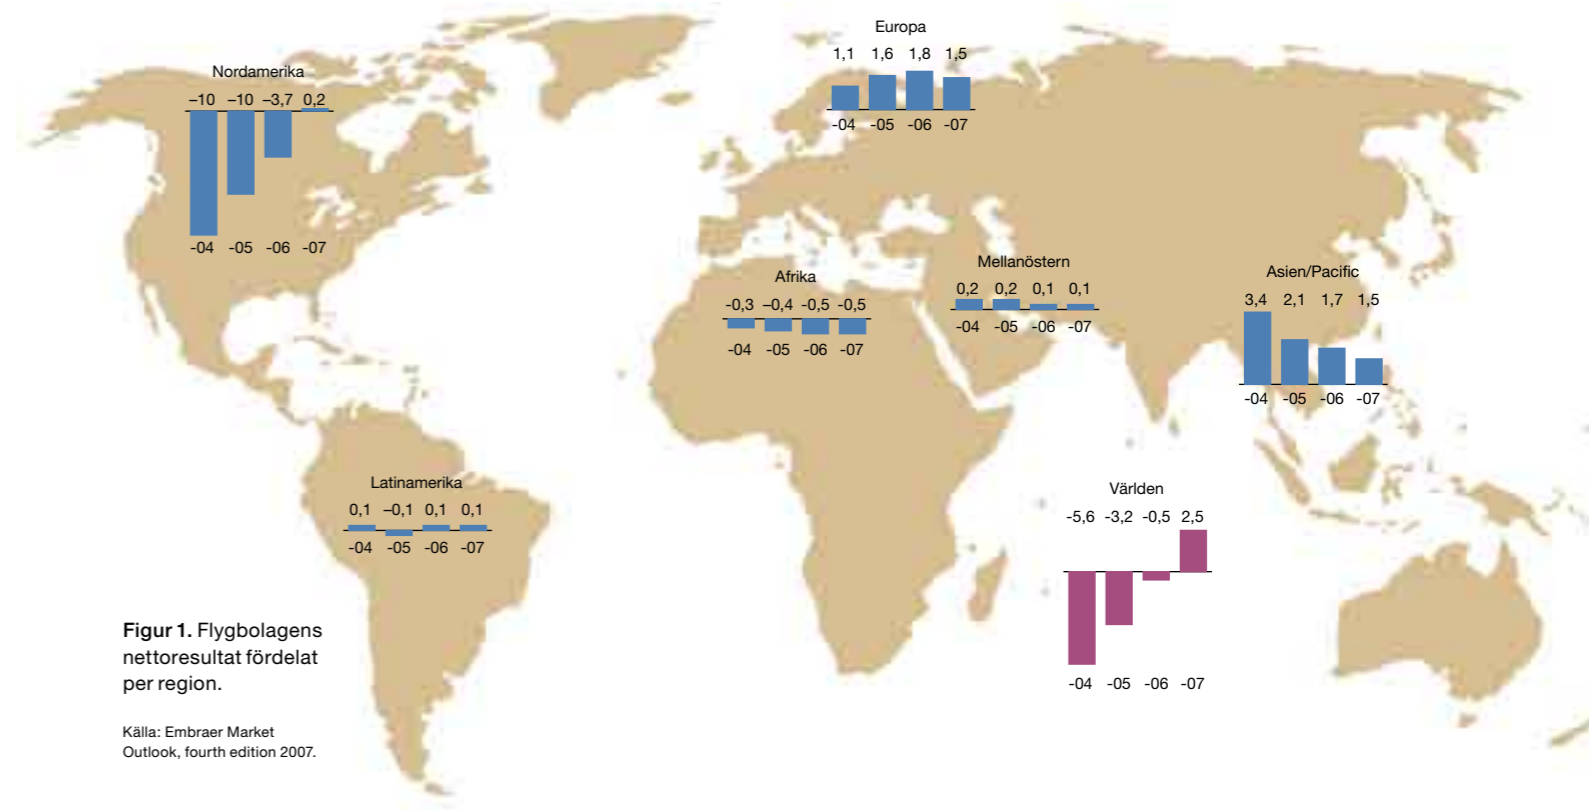 Europa
1,1 1,6 1,8 1,5
-04 -05 -06 -07
Nordamerika
–10 –10 –3,7 0,2
-04 -05 -06 -07
Afrika
-0,3 –0,4 -0,5 -0,5
-04 -05 -06 -07
Mellanöstern
0,2 0,2 0,1 0,1
-04 -05 -06 -07
Asien/Pacific
3,4 2,1 1,7 1,5
-04 -05 -06 -07
Latinamerika
0,1 –0,1 0,1 0,1
-04 -05 -06 -07
Världen
-5,6 -3,2 -0,5 2,5
-04 -05 -06 -07
Figur 1. Flygbolagens
nettoresultat fördelat
per region.
Källa: Embraer Market
Outlook, fourth edition 2007.